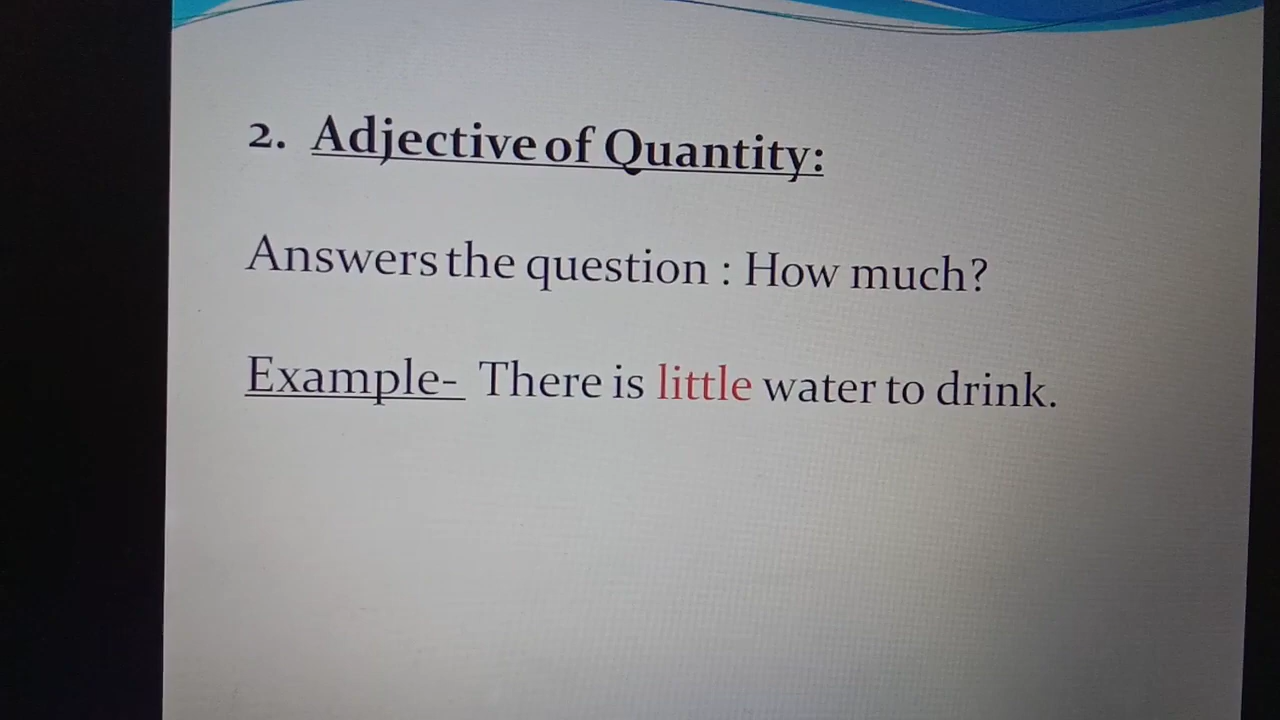 2. Adjective of Quantity:
Answers the question : How much?
Example- There is little water to drink.